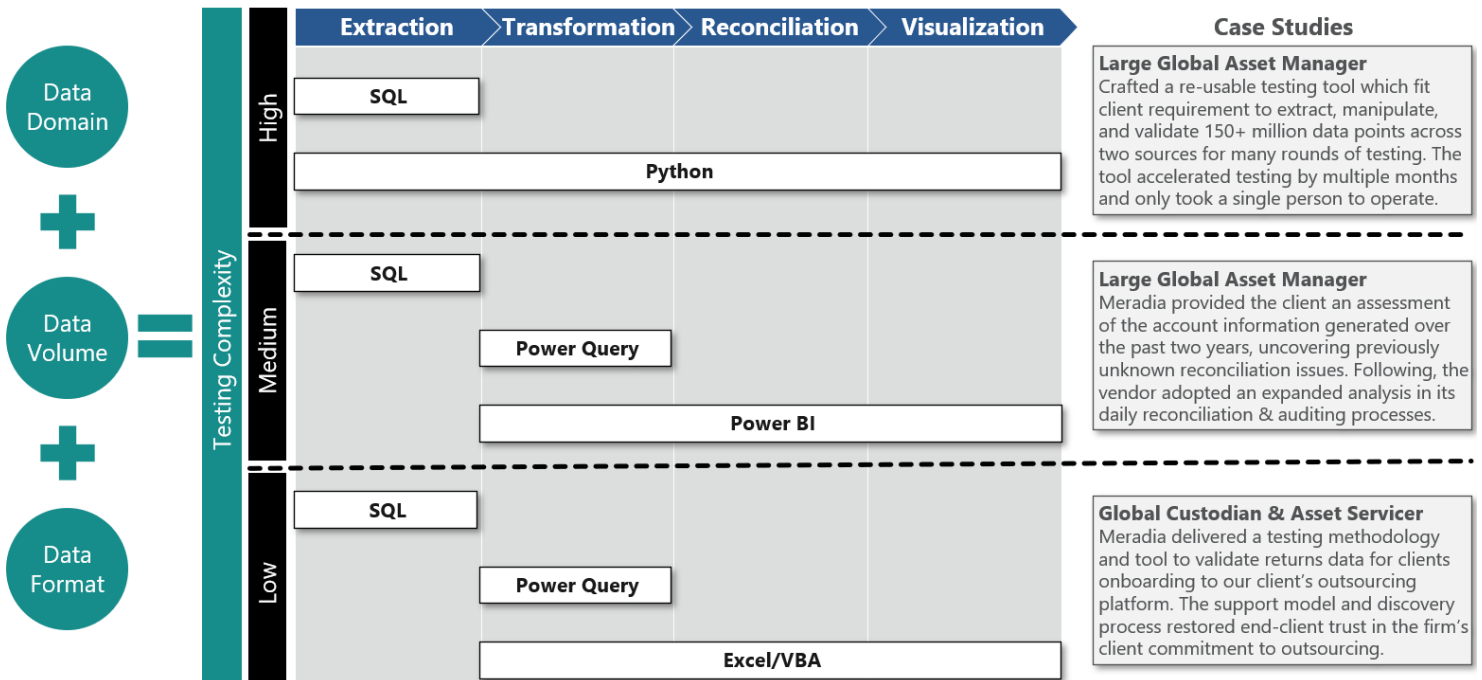 Data
Domain
Data
Volume
Data
Format
Testing Complexity
Extraction
Transformation
Reconciliation
Visualization
Case Studies
High
SQL
Python
Large Global Asset Manager
Crafted a re-usable testing tool which fit
client requirement to extract, manipulate,
and validate 150+ million data points across
two sources for many rounds of testing. The
tool accelerated testing by multiple months
and only took a single person to operate.
Medium
SQL
Power Query
Power BI
Large Global Asset Manager
Meradia provided the client an assessment
of the account information generated over
the past two years, uncovering previously
unknown reconciliation issues. Following, the
vendor adopted an expanded analysis in its
daily reconciliation & auditing processes.
Low
SQL
Power Query
Excel/VBA
Global Custodian & Asset Servicer
Meradia delivered a testing methodology
and tool to validate returns data for clients
onboarding to our client's outsourcing
platform. The support model and discovery
process restored end-client trust in the firm's
client commitment to outsourcing.